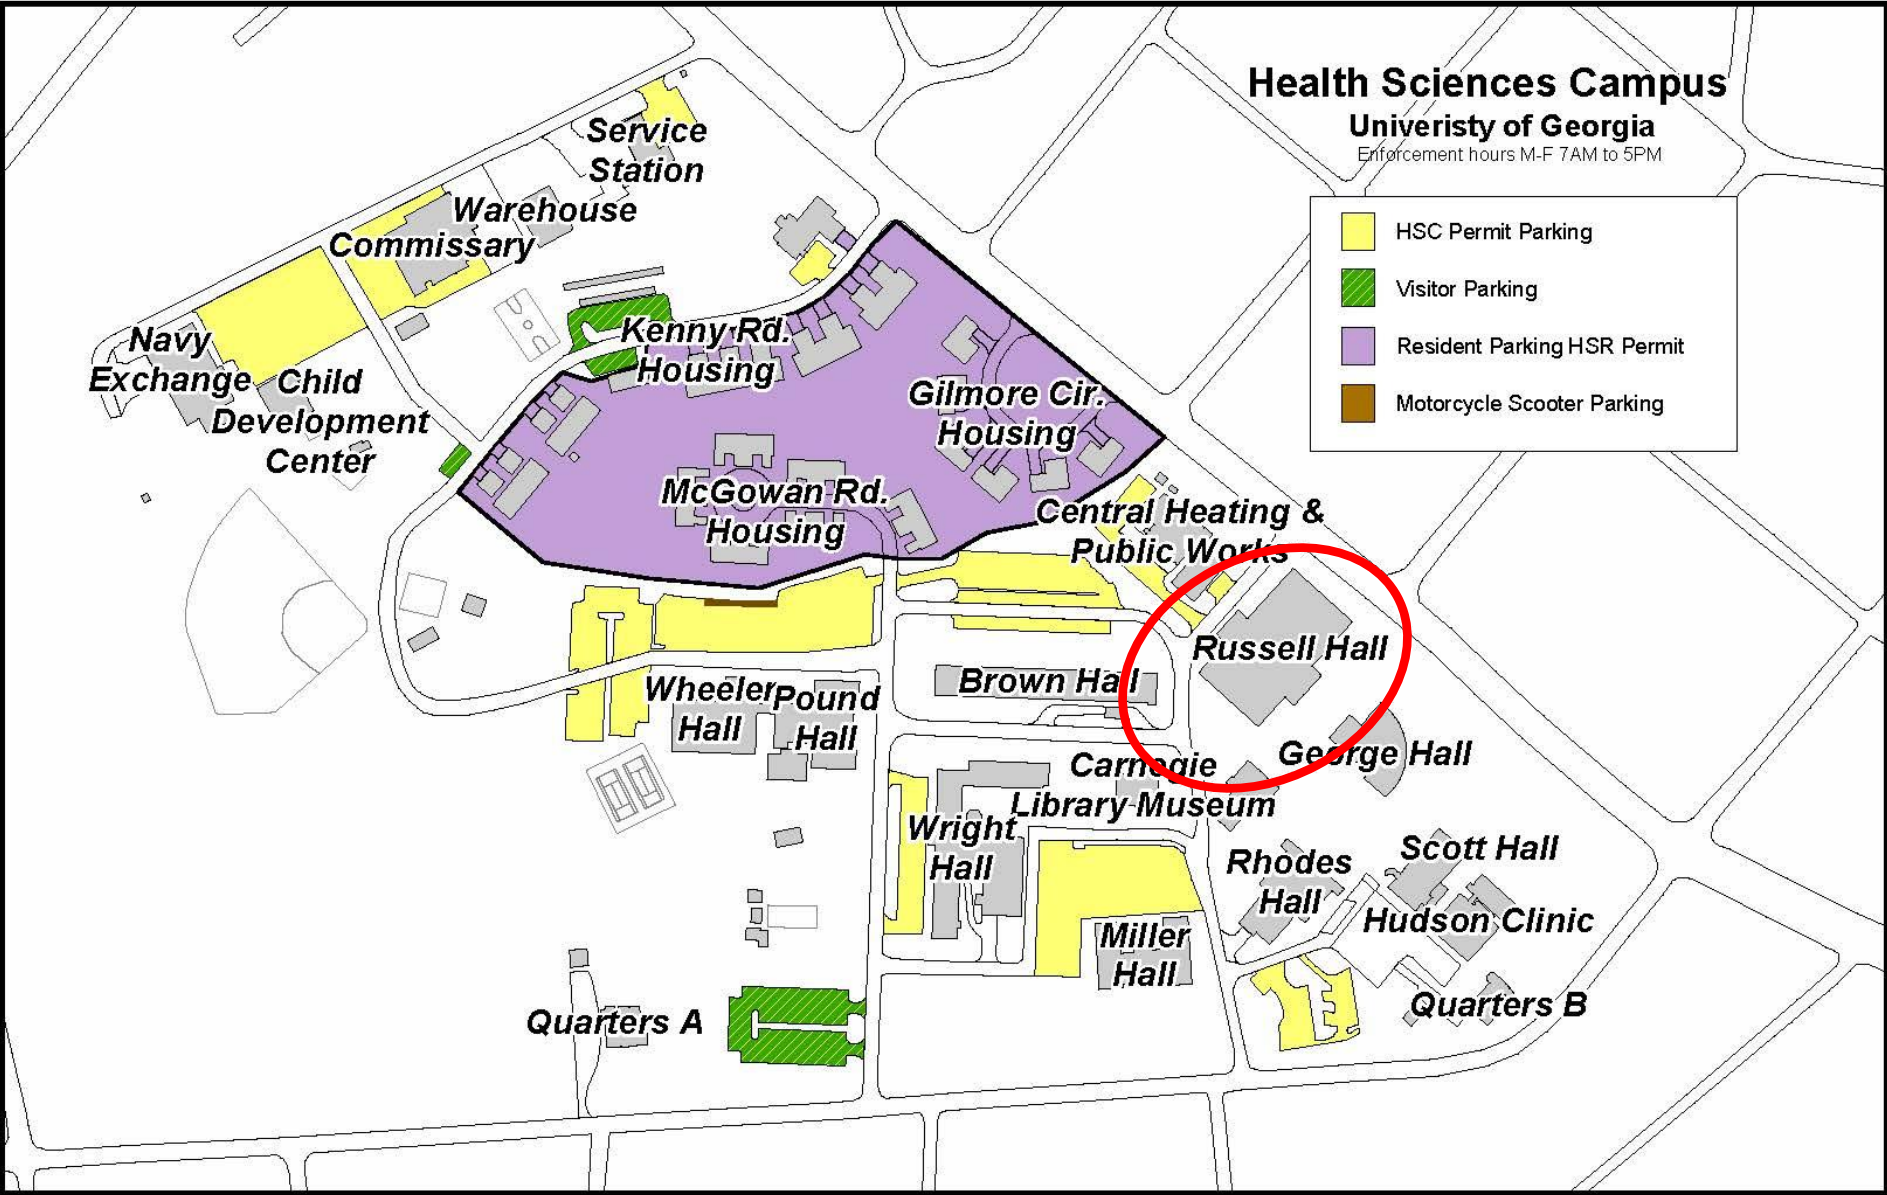 Health Sciences Campus
Univeristy of Georgia
Enforcement hours M-F 7AM to 5PM
HSC Permit Parking
Visitor Parking
Resident Parking HSR Permit
Motorcycle Scooter Parking
Service
Station
Warehouse
Commissary
Navy
Exchange
Child
Development
Center
Kenny Rd.
Housing
Gilmore Cir.
Housing
McGowan Rd.
Housing
Central Heating &
Public Works
Russell Hall
Brown Hall
Wheeler
Hall
Pound
Hall
George Hall
Carnegie
Library Museum
Wright
Hall
Rhodes
Hall
Scott Hall
Hudson Clinic
Miller
Hall
Quarters A
Quarters B